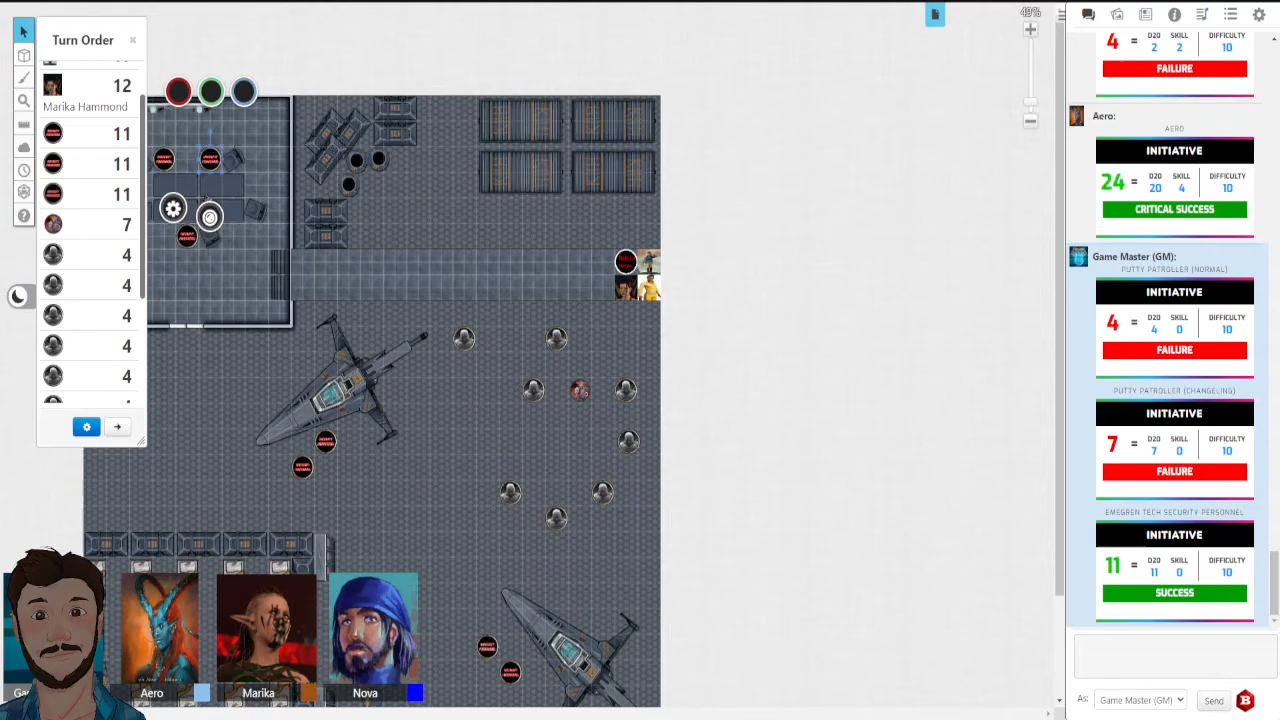 49%
Turn Order ×
12
Marika Hammond
11
11
11
7
4
4
4
4
4
4 = D20 SKILL DIFFICULTY
2 2 10
FAILURE
Aero:
AERO
INITIATIVE
24 = D20 SKILL DIFFICULTY
20 4 10
CRITICAL SUCCESS
Game Master (GM):
PUTTY PATROLLER (NORMAL)
INITIATIVE
4 = D20 SKILL DIFFICULTY
4 0 10
FAILURE
PUTTY PATROLLER (CHANGELING)
INITIATIVE
7 = D20 SKILL DIFFICULTY
7 0 10
FAILURE
EMEGREN TECH SECURITY PERSONNEL
INITIATIVE
11 = D20 SKILL DIFFICULTY
11 0 10
SUCCESS
Aero
Marika
Nova
As: Game Master (GM) Send